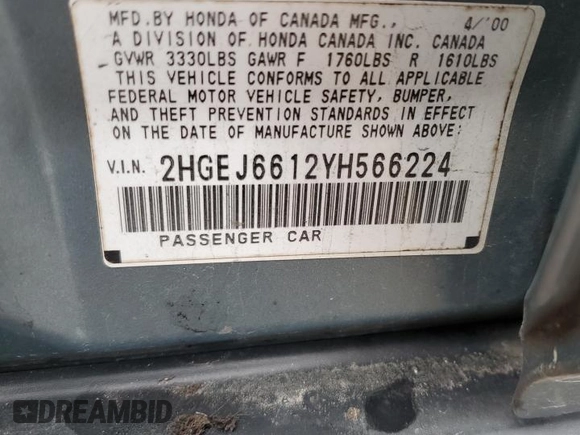 MFD.BY HONDA OF CANADA MFG., 4/'00
A DIVISION OF HONDA CANADA INC. CANADA
GVWR 3330LBS GAWR F 1760LBS R 1610LBS
THIS VEHICLE CONFORMS TO ALL APPLICABLE
FEDERAL MOTOR VEHICLE SAFETY, BUMPER,
AND THEFT PREVENTION STANDARDS IN EFFECT
ON THE DATE OF MANUFACTURE SHOWN ABOVE:
V.I.N. 2HGEJ6612YH566224
PASSENGER CAR
DREAMBID